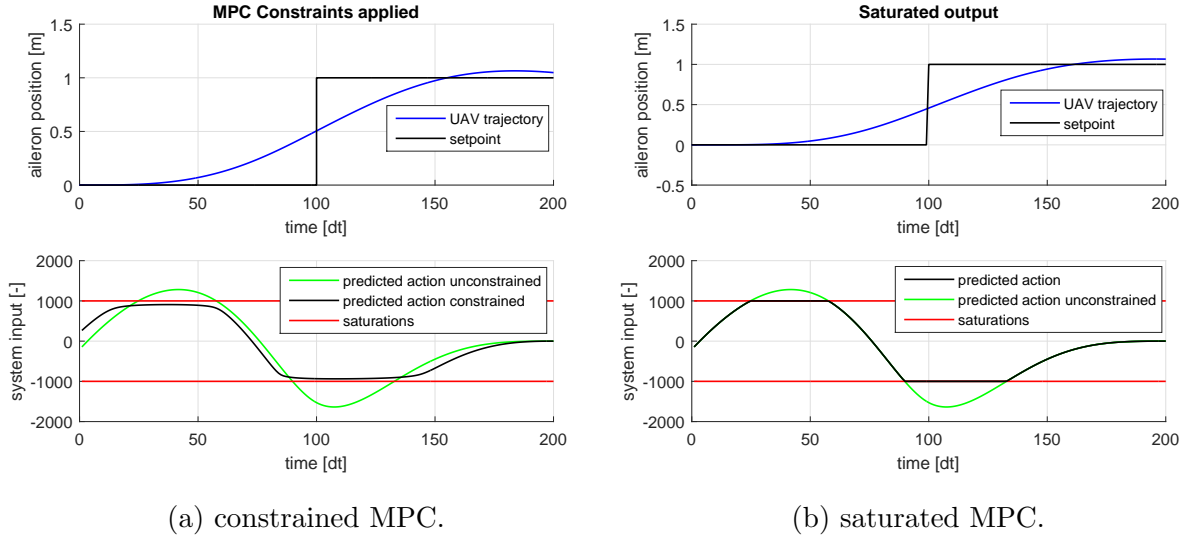 MPC Constraints applied
aileron position [m]
1.5
1
0.5
0
UAV trajectory
setpoint
0 50 100 150 200
time [dt]
system input [-]
2000
1000
0
-1000
-2000
predicted action unconstrained
predicted action constrained
saturations
0 50 100 150 200
time [dt]
(a) constrained MPC.
Saturated output
aileron position [m]
1.5
1
0.5
0
-0.5
UAV trajectory
setpoint
0 50 100 150 200
time [dt]
system input [-]
2000
1000
0
-1000
-2000
predicted action
predicted action unconstrained
saturations
0 50 100 150 200
time [dt]
(b) saturated MPC.